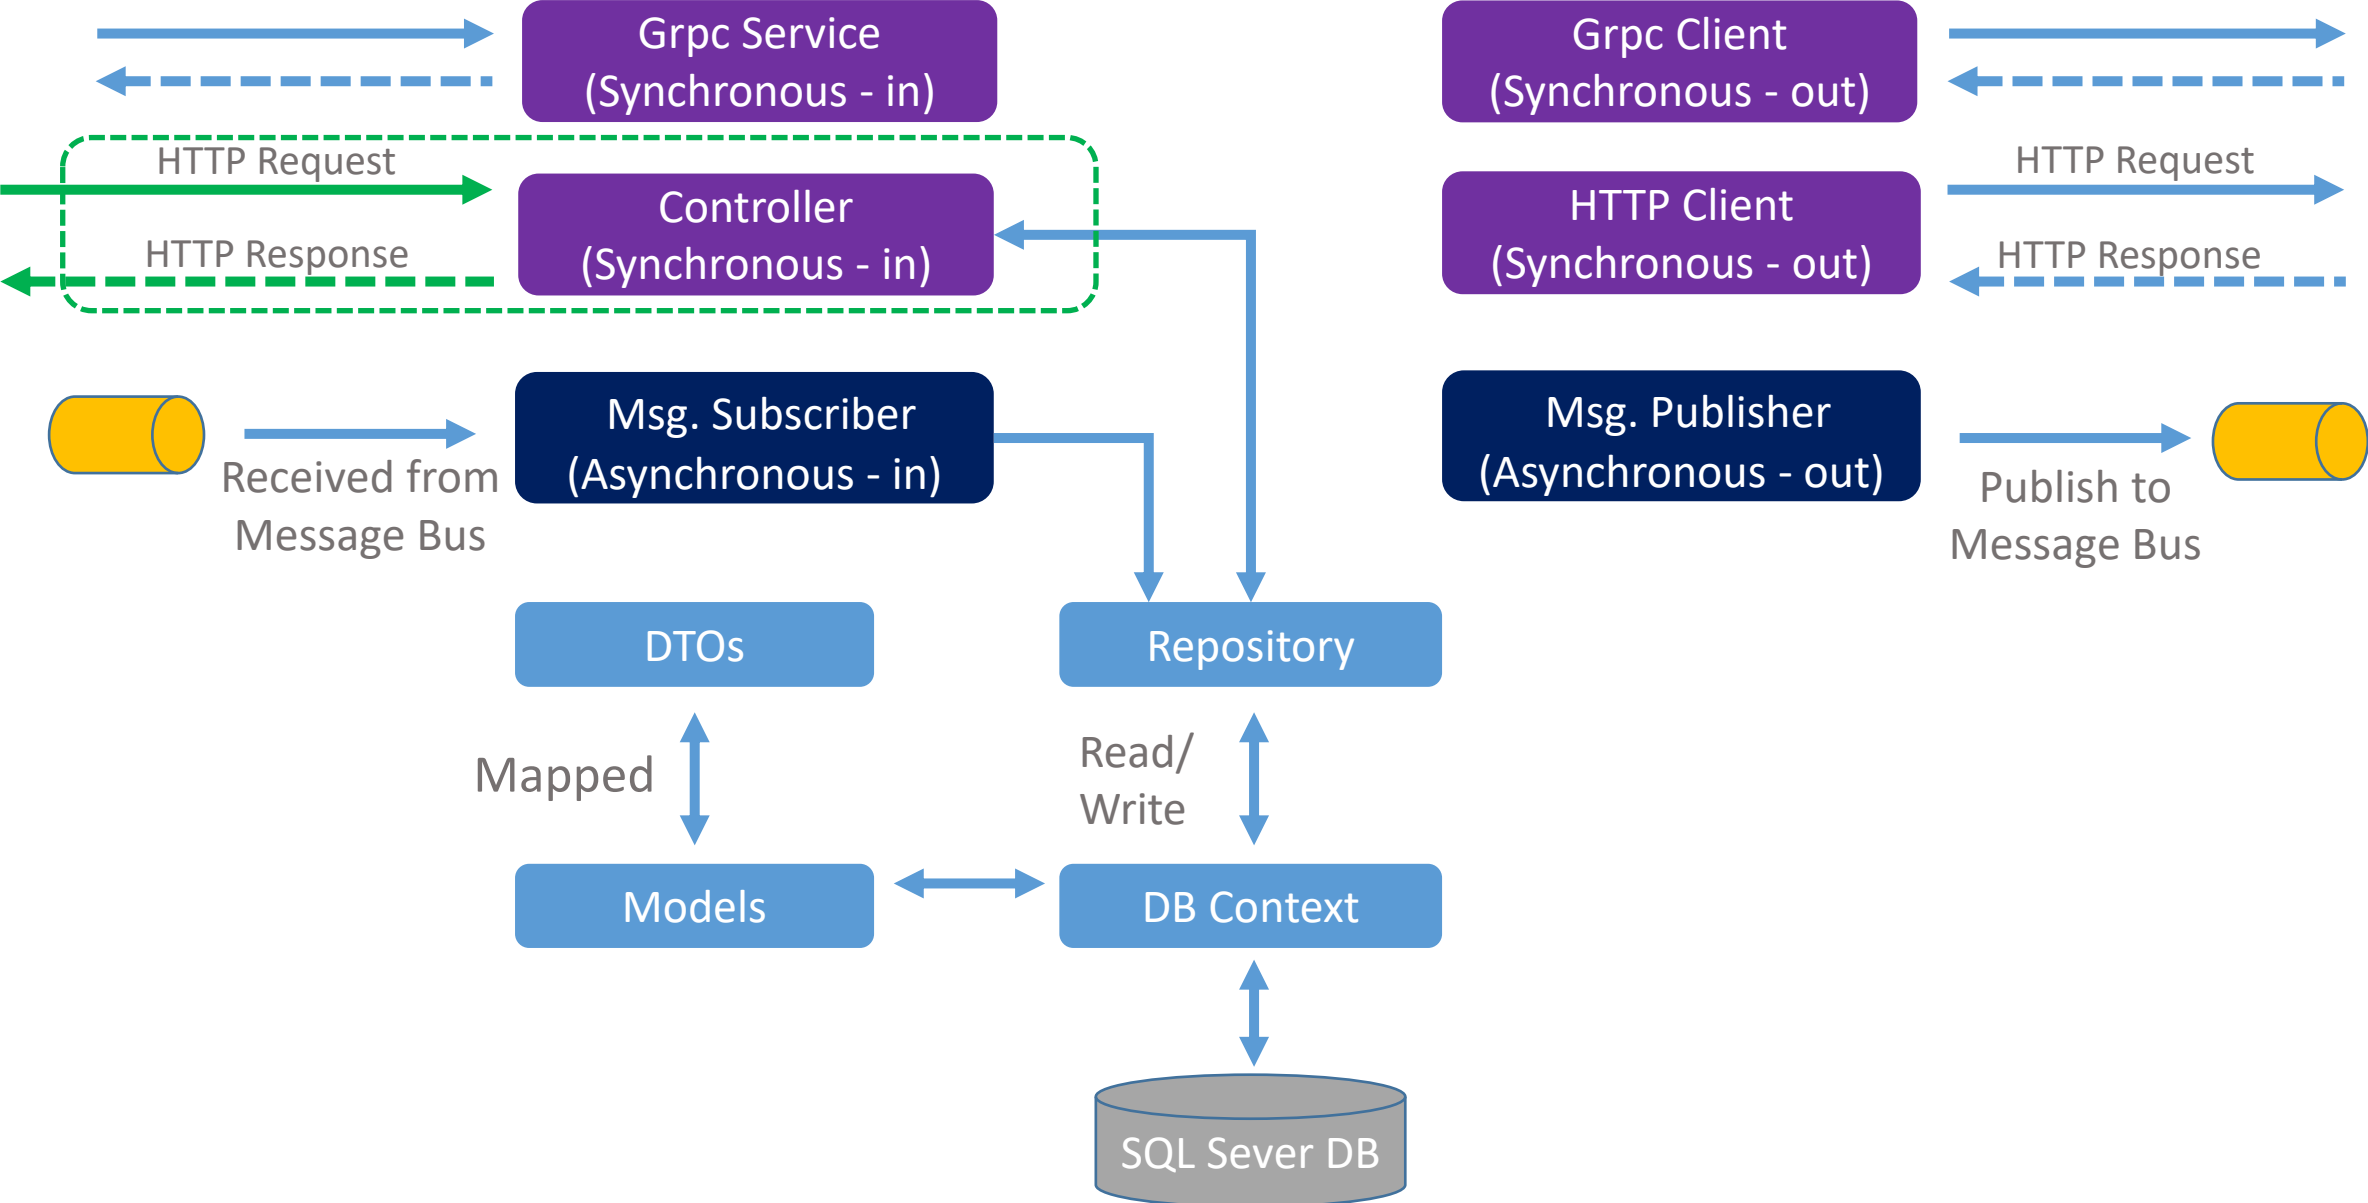 Grpc Service
(Synchronous - in)
Grpc Client
(Synchronous - out)
HTTP Request
Controller
(Synchronous - in)
HTTP Response
HTTP Client
(Synchronous - out)
HTTP Request
HTTP Response
Msg. Subscriber
(Asynchronous - in)
Received from
Message Bus
Msg. Publisher
(Asynchronous - out)
Publish to
Message Bus
DTOs
Repository
Mapped
Read/
Write
Models
DB Context
SQL Sever DB